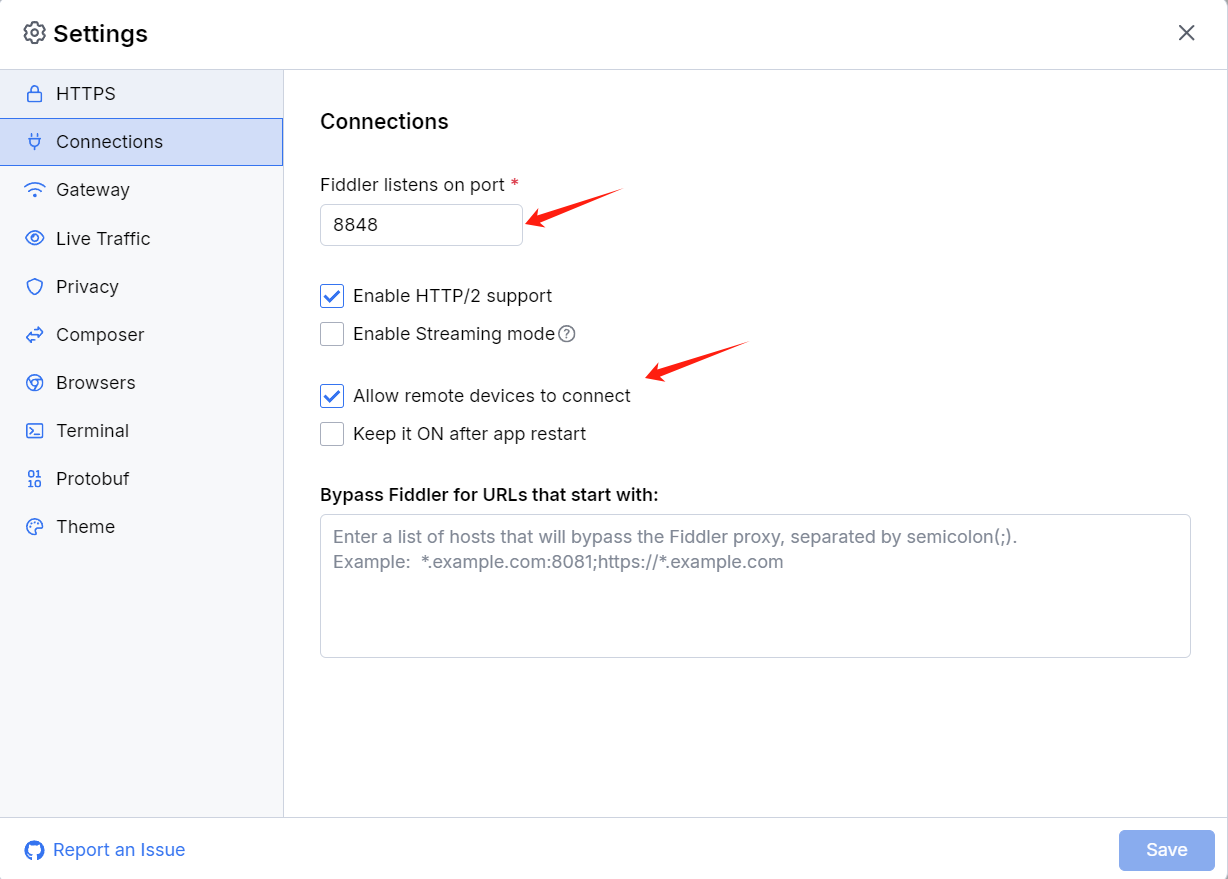 Settings
HTTPS
Connections
Gateway
Live Traffic
Privacy
Composer
Browsers
Terminal
Protobuf
Theme
Connections
Fiddler listens on port *
8848
Enable HTTP/2 support
Enable Streaming mode ?
Allow remote devices to connect
Keep it ON after app restart
Bypass Fiddler for URLs that start with:
Enter a list of hosts that will bypass the Fiddler proxy, separated by semicolon(;).
Example:  *.example.com:8081;https://*.example.com
Report an Issue
Save